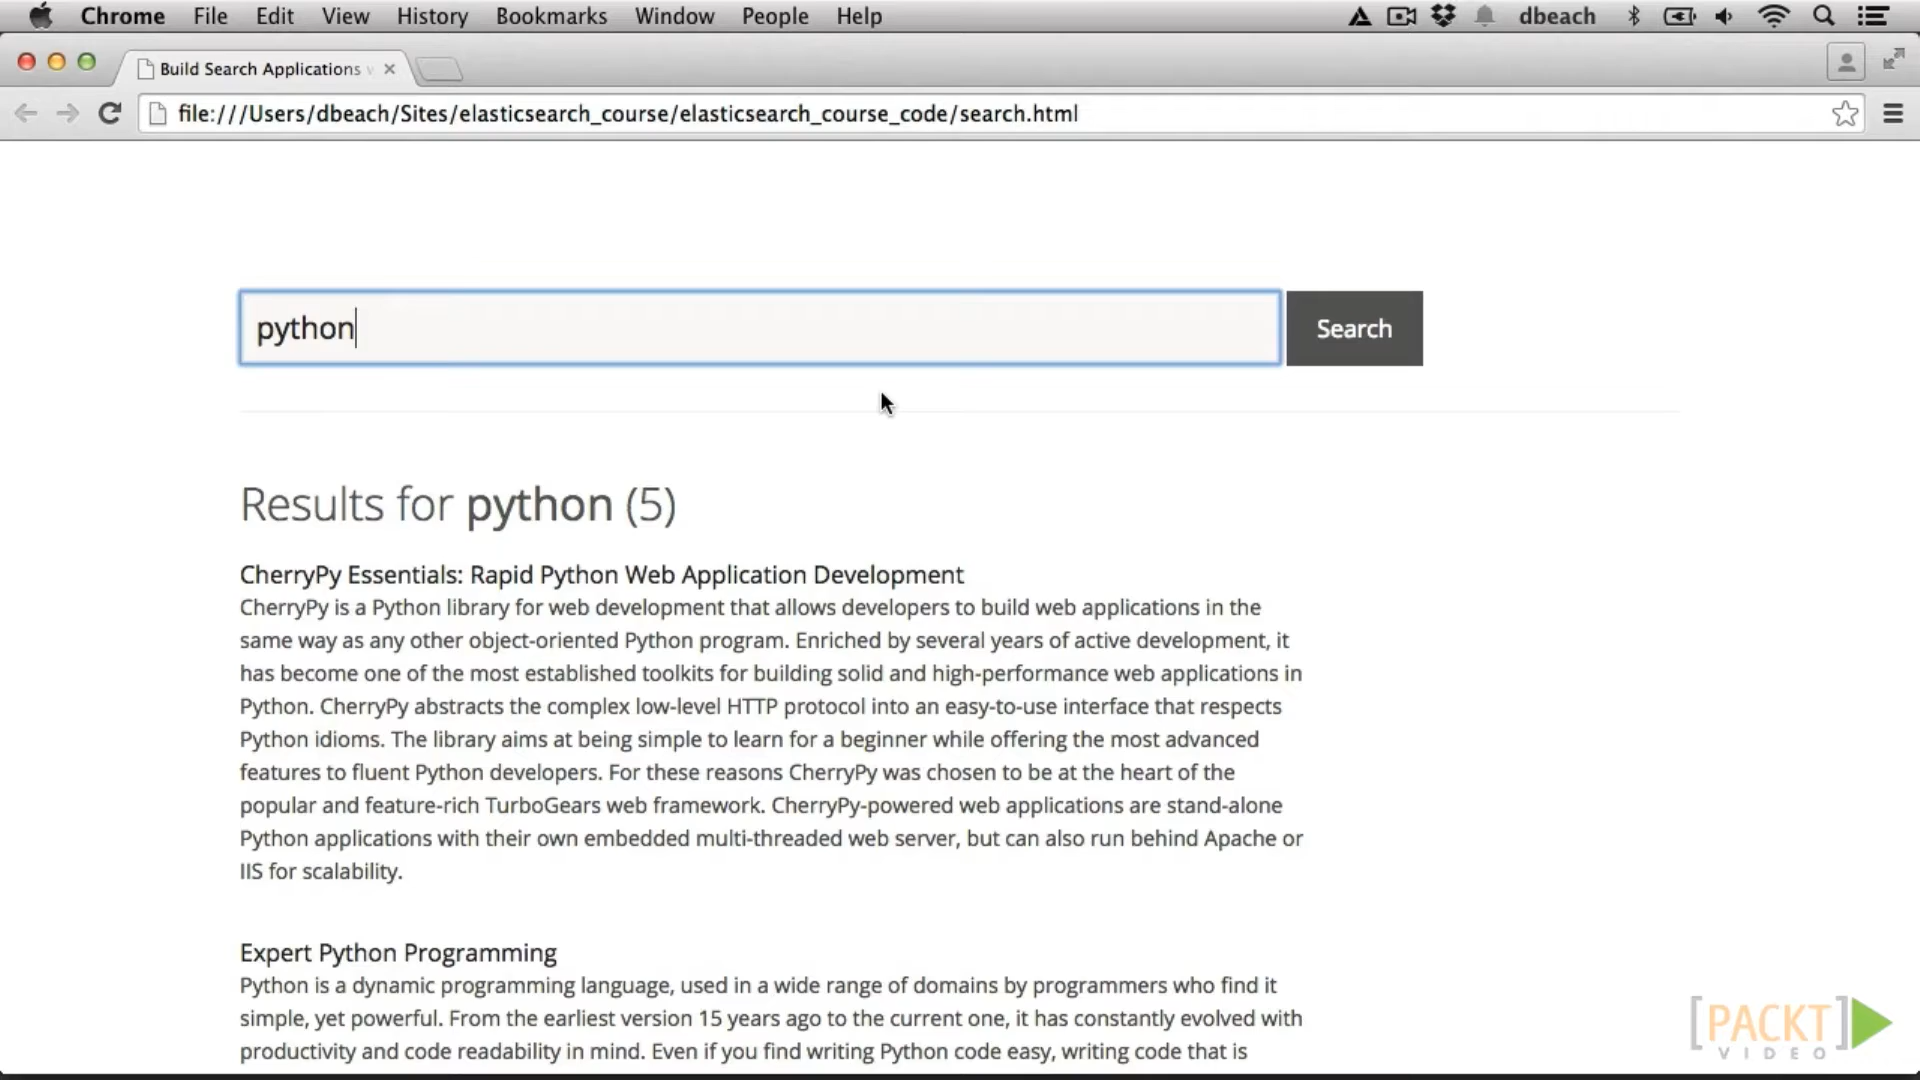 Chrome File Edit View History Bookmarks Window People Help dbeach
Build Search Applications
file:///Users/dbeach/Sites/elasticsearch_course/elasticsearch_course_code/search.html
python Search
Results for python (5)
CherryPy Essentials: Rapid Python Web Application Development
CherryPy is a Python library for web development that allows developers to build web applications in the
same way as any other object-oriented Python program. Enriched by several years of active development, it
has become one of the most established toolkits for building solid and high-performance web applications in
Python. CherryPy abstracts the complex low-level HTTP protocol into an easy-to-use interface that respects
Python idioms. The library aims at being simple to learn for a beginner while offering the most advanced
features to fluent Python developers. For these reasons CherryPy was chosen to be at the heart of the
popular and feature-rich TurboGears web framework. CherryPy-powered web applications are stand-alone
Python applications with their own embedded multi-threaded web server, but can also run behind Apache or
IIS for scalability.
Expert Python Programming
Python is a dynamic programming language, used in a wide range of domains by programmers who find it
simple, yet powerful. From the earliest version 15 years ago to the current one, it has constantly evolved with
productivity and code readability in mind. Even if you find writing Python code easy, writing code that is
[PACKT]
VIDEO